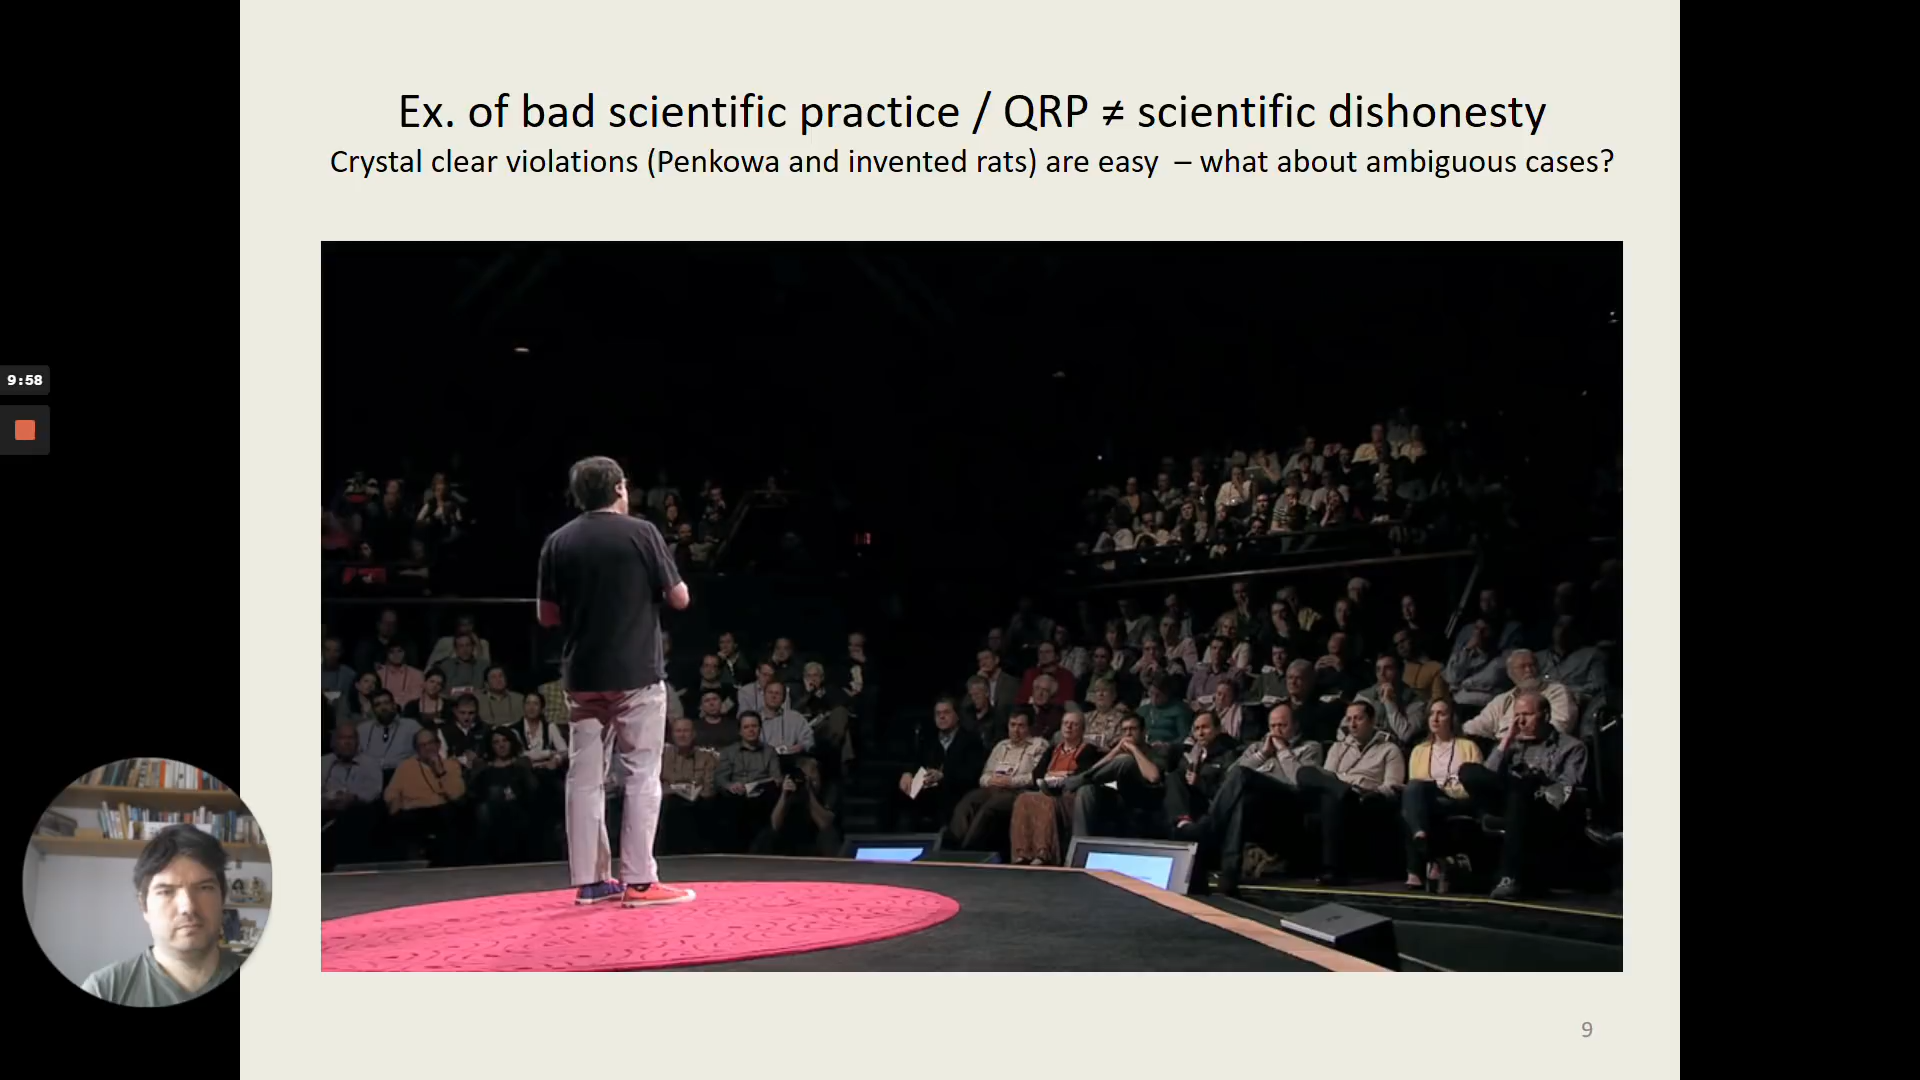 Ex. of bad scientific practice / QRP ≠ scientific dishonesty
Crystal clear violations (Penkowa and invented rats) are easy – what about ambiguous cases?
9:58
9